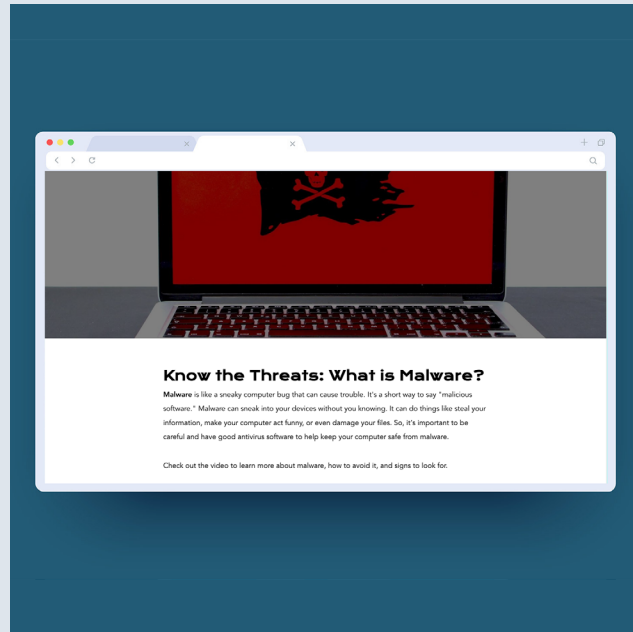 Know the Threats: What is Malware?
Malware is like a sneaky computer bug that can cause trouble. It's a short way to say "malicious
software." Malware can sneak into your devices without you knowing. It can do things like steal your
information, make your computer act funny, or even damage your files. So, it's important to be
careful and have good antivirus software to help keep your computer safe from malware.
Check out the video to learn more about malware, how to avoid it, and signs to look for.